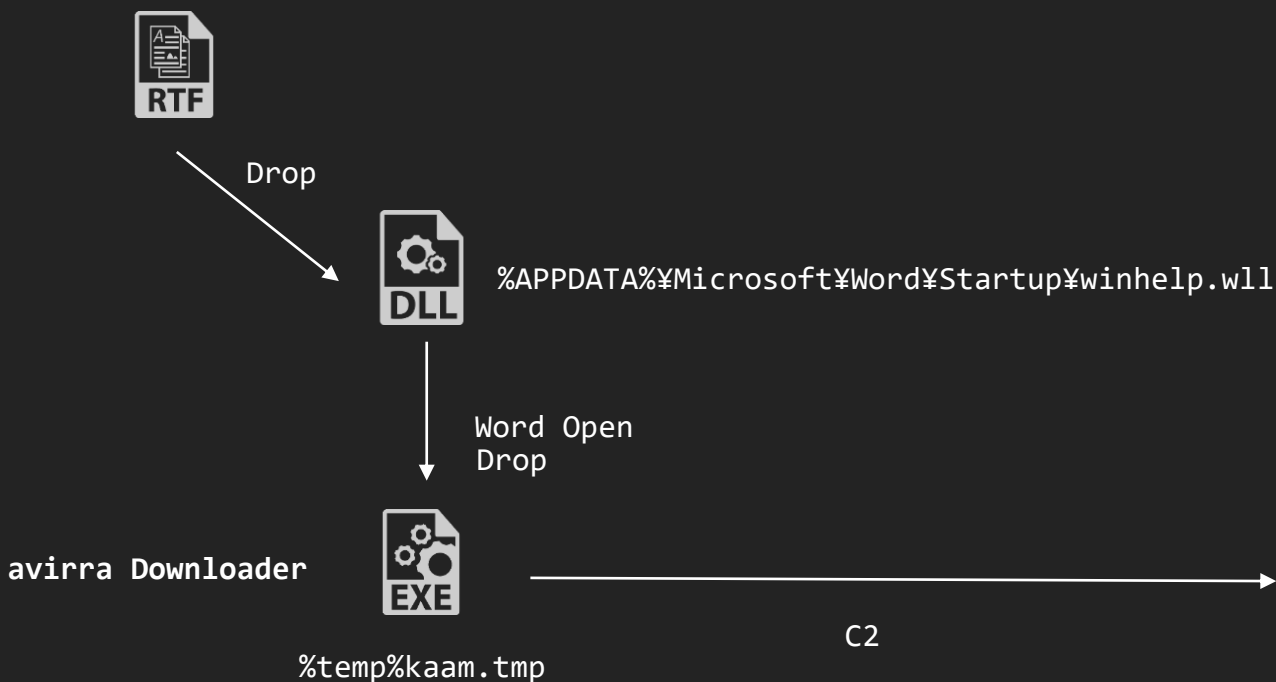 RTF
Drop
DLL
%APPDATA%¥Microsoft¥Word¥Startup¥winhelp.wll
Word Open
Drop
avirra Downloader
EXE
C2
%temp%kaam.tmp